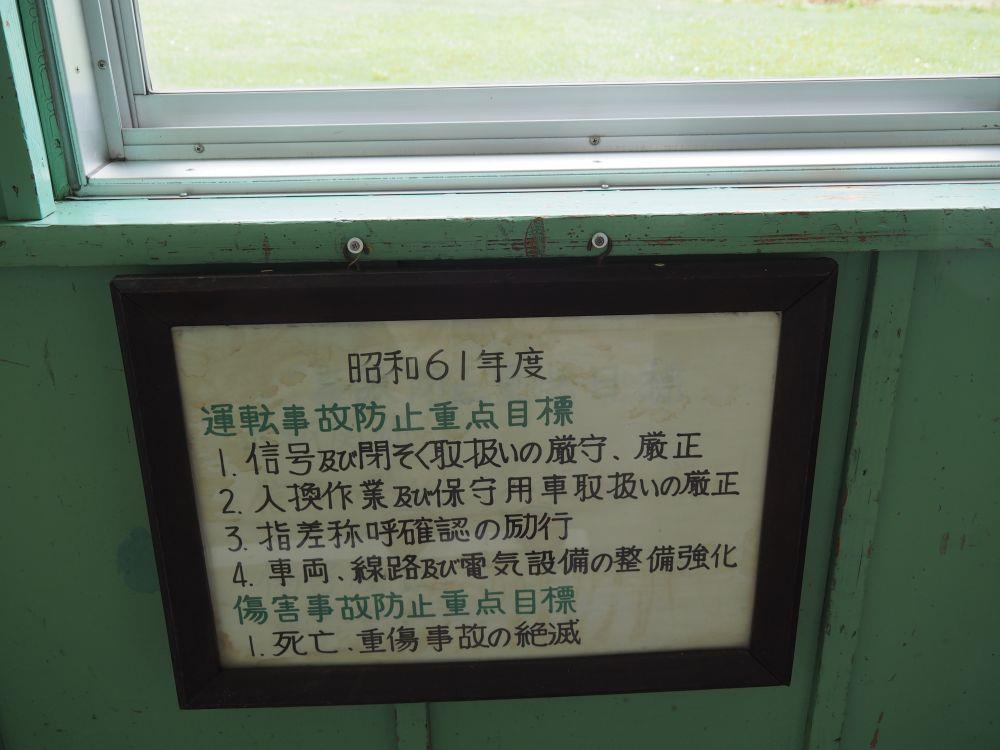 昭和61年度
運転事故防止重点目標
1. 信号及び閉そく取扱いの厳守、厳正
2. 入換作業及び保守用車取扱いの厳正
3. 指差称呼確認の励行
4. 車両、線路及び電気設備の整備強化
傷害事故防止重点目標
1. 死亡、重傷事故の絶滅